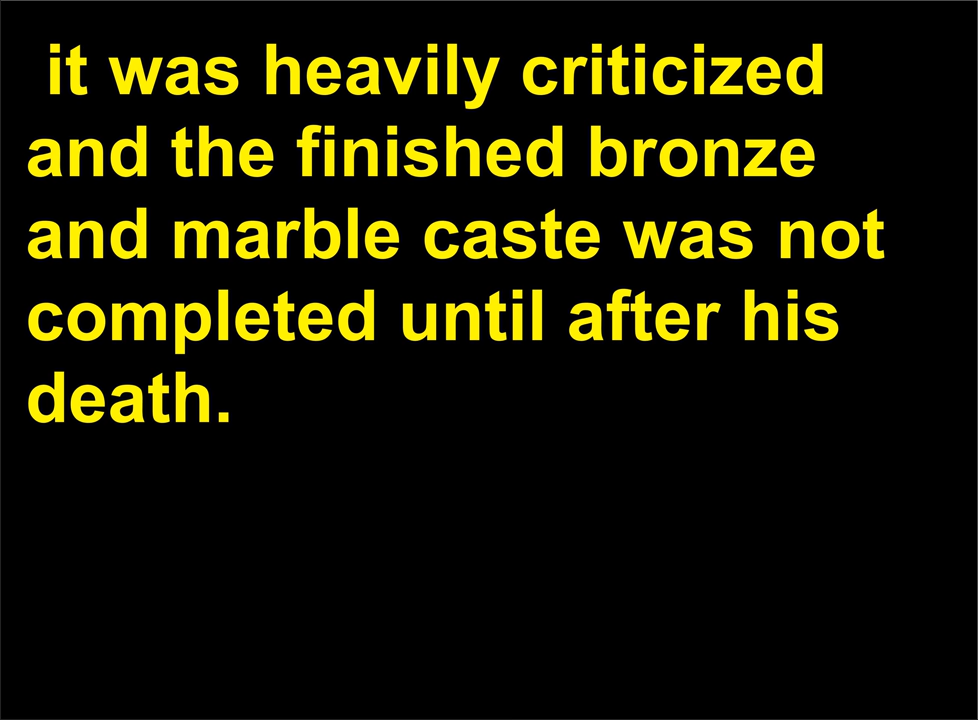 it was heavily criticized
and the finished bronze
and marble caste was not
completed until after his
death.